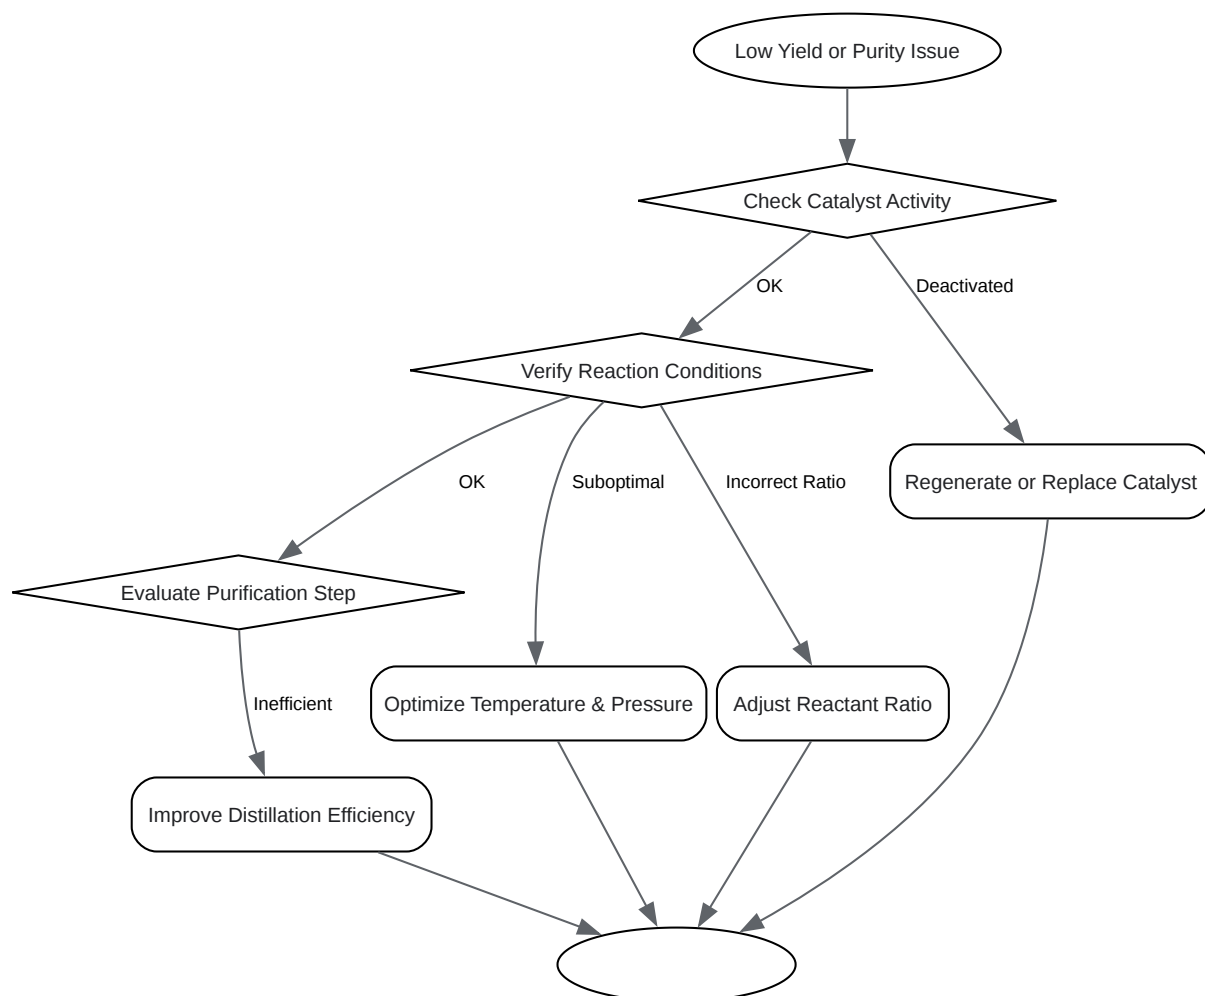 Low Yield or Purity Issue
Check Catalyst Activity
OK
Deactivated
Verify Reaction Conditions
OK
Suboptimal
Incorrect Ratio
Regenerate or Replace Catalyst
Evaluate Purification Step
Inefficient
Optimize Temperature & Pressure
Adjust Reactant Ratio
Improve Distillation Efficiency